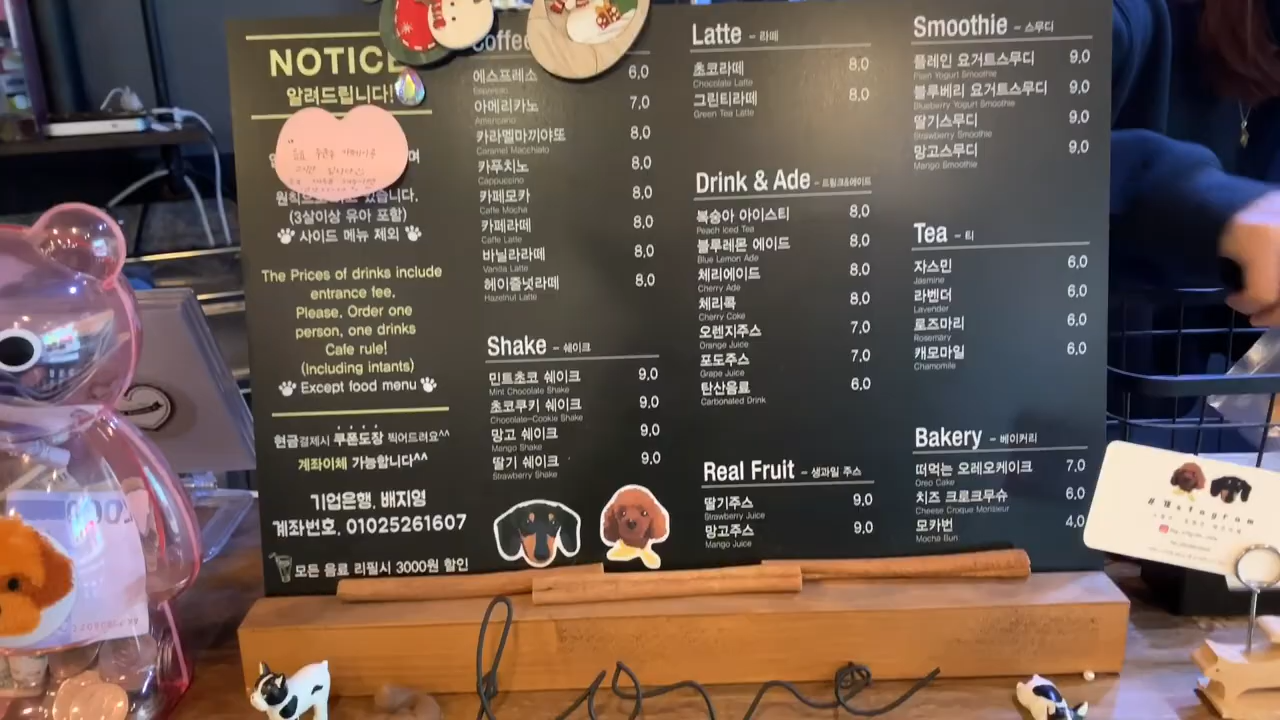 NOTICE
알려드립니다!
원칙으로 하고 있습니다.
(3살이상 유아 포함)
사이드 메뉴 제외
The Prices of drinks include
entrance fee.
Please, Order one
person, one drinks
Cafe rule!
(Including intants)
Except food menu
현금결제시 쿠폰도장 찍어드려요^^
계좌이체 가능합니다^^
기업은행, 배지영
계좌번호. 01025261607
모든 음료 리필시 3000원 할인
Coffee
에스프레소 6,0
Espresso
아메리카노 7,0
Americano
카라멜마끼야또 8,0
Caramel Macchiato
카푸치노 8,0
Cappuccino
카페모카 8,0
Caffe Mocha
카페라떼 8,0
Caffe Latte
바닐라라떼 8,0
Vanilla Latte
헤이즐넛라떼 8,0
Hazelnut Latte
Shake - 쉐이크
민트초코 쉐이크 9,0
Mint Chocolate Shake
초코쿠키 쉐이크 9,0
Chocolate-Cookie Shake
망고 쉐이크 9,0
Mango Shake
딸기 쉐이크 9,0
Strawberry Shake
Latte - 라떼
초코라떼 8,0
Chocolate Latte
그린티라떼 8,0
Green Tea Latte
Drink & Ade - 드링크&에이드
복숭아 아이스티 8,0
Peach Iced Tea
블루레몬 에이드 8,0
Blue Lemon Ade
체리에이드 8,0
Cherry Ade
체리콕 8,0
Cherry Coke
오렌지주스 7,0
Orange Juice
포도주스 7,0
Grape Juice
탄산음료 6,0
Carbonated Drink
Real Fruit - 생과일 주스
딸기주스 9,0
Strawberry Juice
망고주스 9,0
Mango Juice
Smoothie - 스무디
플레인 요거트스무디 9,0
Plain Yogurt Smoothie
블루베리 요거트스무디 9,0
Blueberry Yogurt Smoothie
딸기스무디 9,0
Strawberry Smoothie
망고스무디 9,0
Mango Smoothie
Tea - 티
자스민 6,0
Jasmine
라벤더 6,0
Lavender
로즈마리 6,0
Rosemary
캐모마일 6,0
Chamomile
Bakery - 베이커리
떠먹는 오레오케이크 7,0
Oreo Cake
치즈 크로크무슈 6,0
Cheese Croque Monsieur
모카번 4,0
Mocha Bun
love